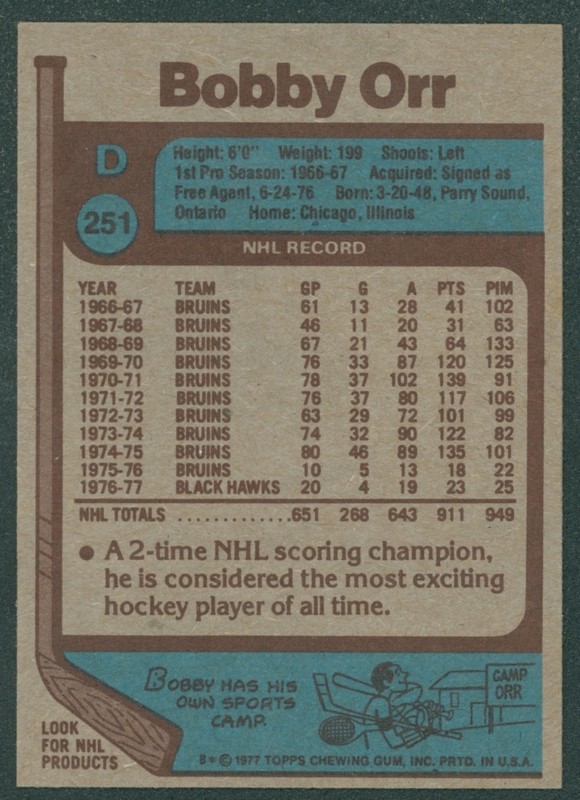 Bobby Orr
D
251
Height: 6'0" Weight: 199 Shoots: Left
1st Pro Season: 1966-67 Acquired: Signed as
Free Agent, 6-24-76 Born: 3-20-48, Parry Sound,
Ontario Home: Chicago, Illinois
NHL RECORD
YEAR TEAM GP G A PTS PIM
1966-67 BRUINS 61 13 28 41 102
1967-68 BRUINS 46 11 20 31 63
1968-69 BRUINS 67 21 43 64 133
1969-70 BRUINS 76 33 87 120 125
1970-71 BRUINS 78 37 102 139 91
1971-72 BRUINS 76 37 80 117 106
1972-73 BRUINS 63 29 72 101 99
1973-74 BRUINS 74 32 90 122 82
1974-75 BRUINS 80 46 89 135 101
1975-76 BRUINS 10 5 13 18 22
1976-77 BLACK HAWKS 20 4 19 23 25
NHL TOTALS .............651 268 643 911 949
● A 2-time NHL scoring champion,
he is considered the most exciting
hockey player of all time.
BOBBY HAS HIS
OWN SPORTS
CAMP.
CAMP
ORR
LOOK
FOR NHL
PRODUCTS
B * © 1977 TOPPS CHEWING GUM, INC. PRTD. IN U.S.A.